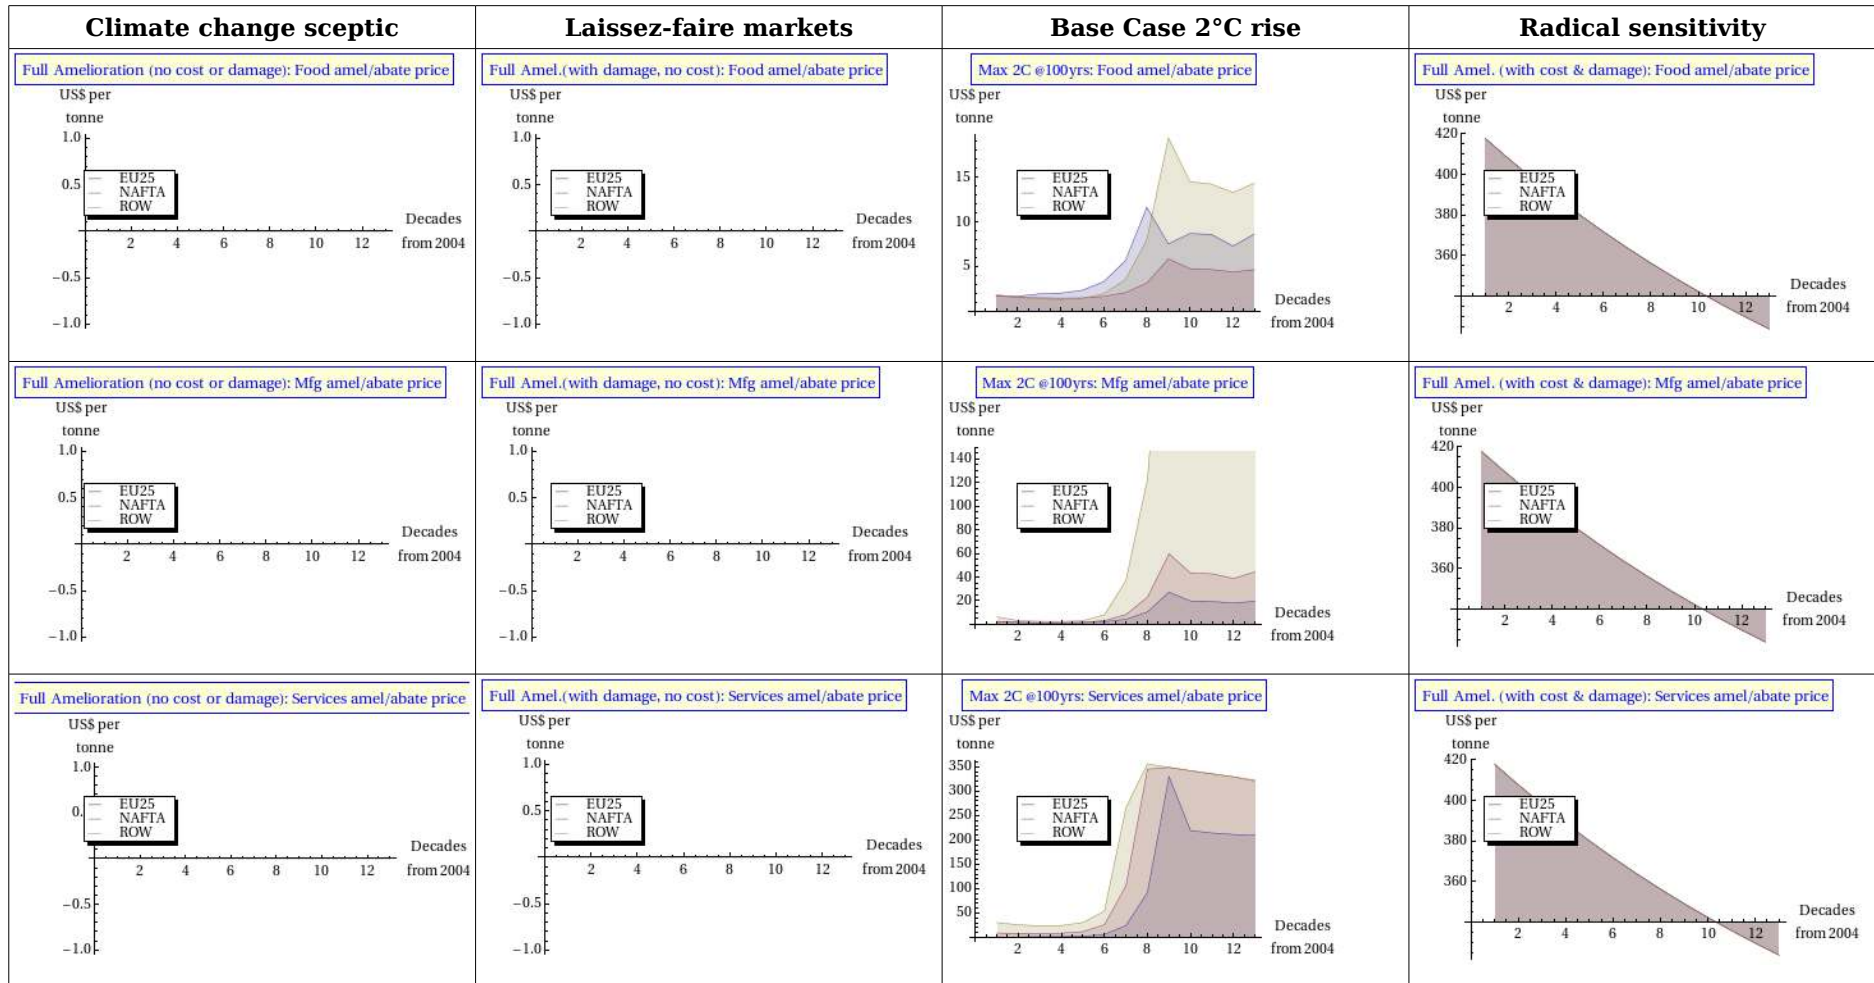 Climate change sceptic
Laissez-faire markets
Base Case 2°C rise
Radical sensitivity
Full Amelioration (no cost or damage): Food amel/abate price
US$ per
tonne
1.0
0.5
EU25
NAFTA
ROW
Decades
from 2004
2 4 6 8 10 12
−0.5
−1.0
Full Amel.(with damage, no cost): Food amel/abate price
US$ per
tonne
1.0
0.5
EU25
NAFTA
ROW
Decades
from 2004
2 4 6 8 10 12
−0.5
−1.0
Max 2C @100yrs: Food amel/abate price
US$ per
tonne
15
10
5
EU25
NAFTA
ROW
Decades
from 2004
2 4 6 8 10 12
Full Amel. (with cost & damage): Food amel/abate price
US$ per
tonne
420
400
380
360
EU25
NAFTA
ROW
Decades
from 2004
2 4 6 8 10 12
Full Amelioration (no cost or damage): Mfg amel/abate price
US$ per
tonne
1.0
0.5
EU25
NAFTA
ROW
Decades
from 2004
2 4 6 8 10 12
−0.5
−1.0
Full Amel.(with damage, no cost): Mfg amel/abate price
US$ per
tonne
1.0
0.5
EU25
NAFTA
ROW
Decades
from 2004
2 4 6 8 10 12
−0.5
−1.0
Max 2C @100yrs: Mfg amel/abate price
US$ per
tonne
140
120
100
80
60
40
20
EU25
NAFTA
ROW
Decades
from 2004
2 4 6 8 10 12
Full Amel. (with cost & damage): Mfg amel/abate price
US$ per
tonne
420
400
380
360
EU25
NAFTA
ROW
Decades
from 2004
2 4 6 8 10 12
Full Amelioration (no cost or damage): Services amel/abate price
US$ per
tonne
1.0
0.
EU25
NAFTA
ROW
Decades
from 2004
2 4 6 8 10 12
−0.5
−1.0
Full Amel.(with damage, no cost): Services amel/abate price
US$ per
tonne
1.0
0.5
EU25
NAFTA
ROW
Decades
from 2004
2 4 6 8 10 12
−0.5
−1.0
Max 2C @100yrs: Services amel/abate price
US$ per
tonne
350
300
250
200
150
100
50
EU25
NAFTA
ROW
Decades
from 2004
2 4 6 8 10 12
Full Amel. (with cost & damage): Services amel/abate price
US$ per
tonne
420
400
380
360
EU25
NAFTA
ROW
Decades
from 2004
2 4 6 8 10 12